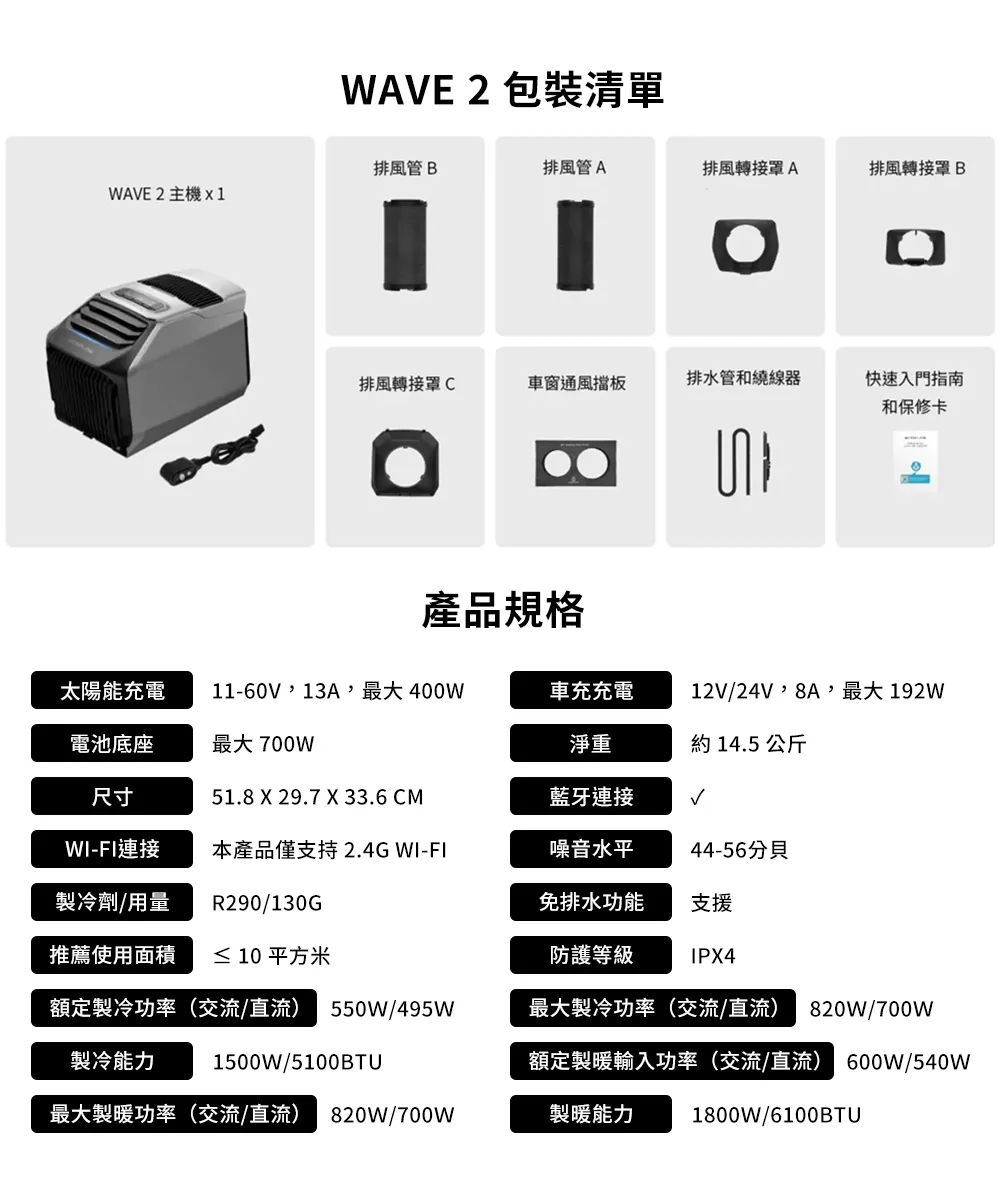 WAVE 2 包裝清單
WAVE 2 主機 x 1
排風管 B
排風管 A
排風轉接罩 A
排風轉接罩 B
排風轉接罩 C
車窗通風擋板
排水管和繞線器
快速入門指南
和保修卡
產品規格
太陽能充電 11-60V，13A，最大 400W
車充充電 12V/24V，8A，最大 192W
電池底座 最大 700W
淨重 約 14.5 公斤
尺寸 51.8 X 29.7 X 33.6 CM
藍牙連接 ✓
WI-FI連接 本產品僅支持 2.4G WI-FI
噪音水平 44-56分貝
製冷劑/用量 R290/130G
免排水功能 支援
推薦使用面積 ≤ 10 平方米
防護等級 IPX4
額定製冷功率（交流/直流） 550W/495W
最大製冷功率（交流/直流） 820W/700W
製冷能力 1500W/5100BTU
額定製暖輸入功率（交流/直流） 600W/540W
最大製暖功率（交流/直流） 820W/700W
製暖能力 1800W/6100BTU